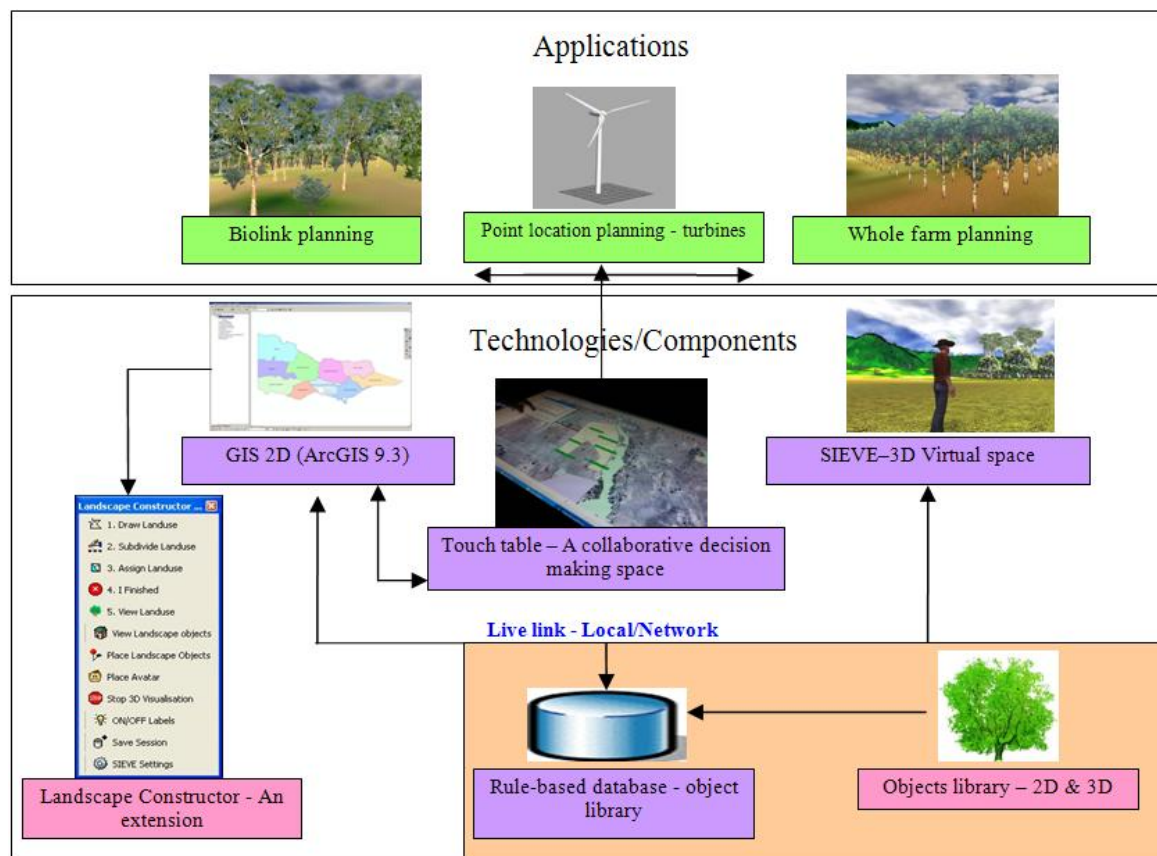 Applications
Biolink planning
Point location planning - turbines
Whole farm planning
Technologies/Components
GIS 2D (ArcGIS 9.3)
SIEVE–3D Virtual space
Touch table – A collaborative decision
making space
Landscape Constructor ...
1. Draw Landuse
2. Subdivide Landuse
3. Assign Landuse
4. I Finished
5. View Landuse
View Landscape objects
Place Landscape Objects
Place Avatar
Stop 3D Visualisation
ON/OFF Labels
Save Session
SIEVE Settings
Landscape Constructor - An
extension
Live link - Local/Network
Rule-based database - object
library
Objects library – 2D & 3D